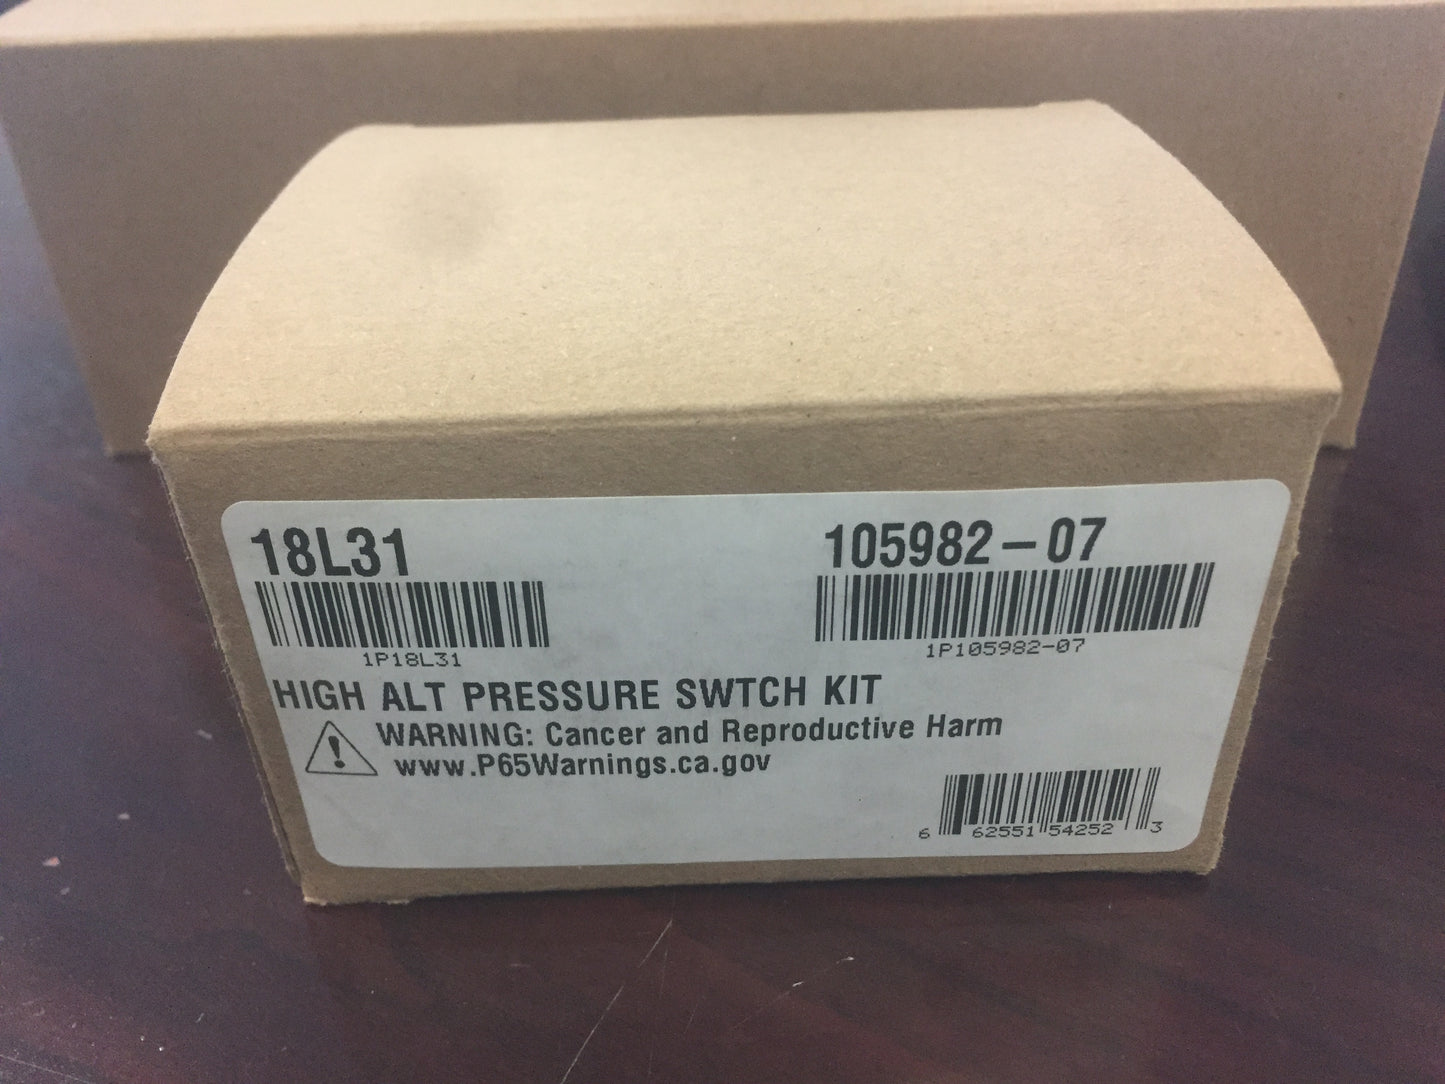 18L31
105982-07
1P18L31
1P105982-07
HIGH ALT PRESSURE SWTCH KIT
WARNING: Cancer and Reproductive Harm
www.P65Warnings.ca.gov
6 62551 54252 3